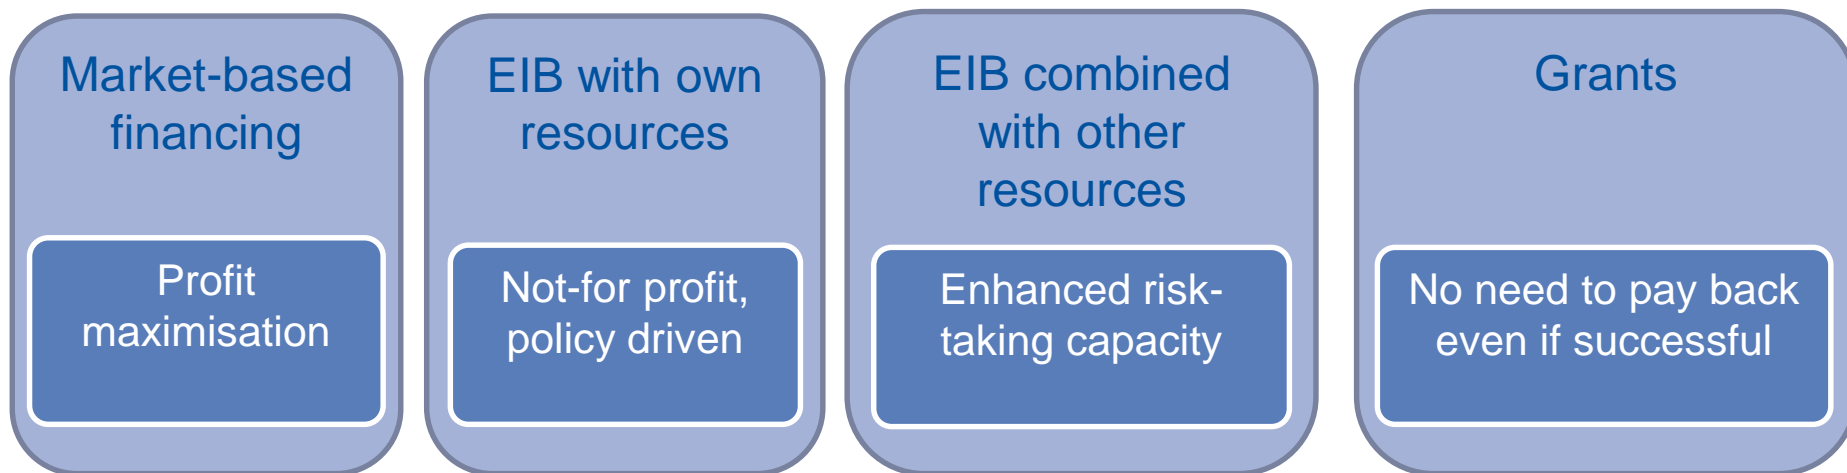 Market-based
financing
Profit
maximisation
EIB with own
resources
Not-for profit,
policy driven
EIB combined
with other
resources
Enhanced risk-
taking capacity
Grants
No need to pay back
even if successful